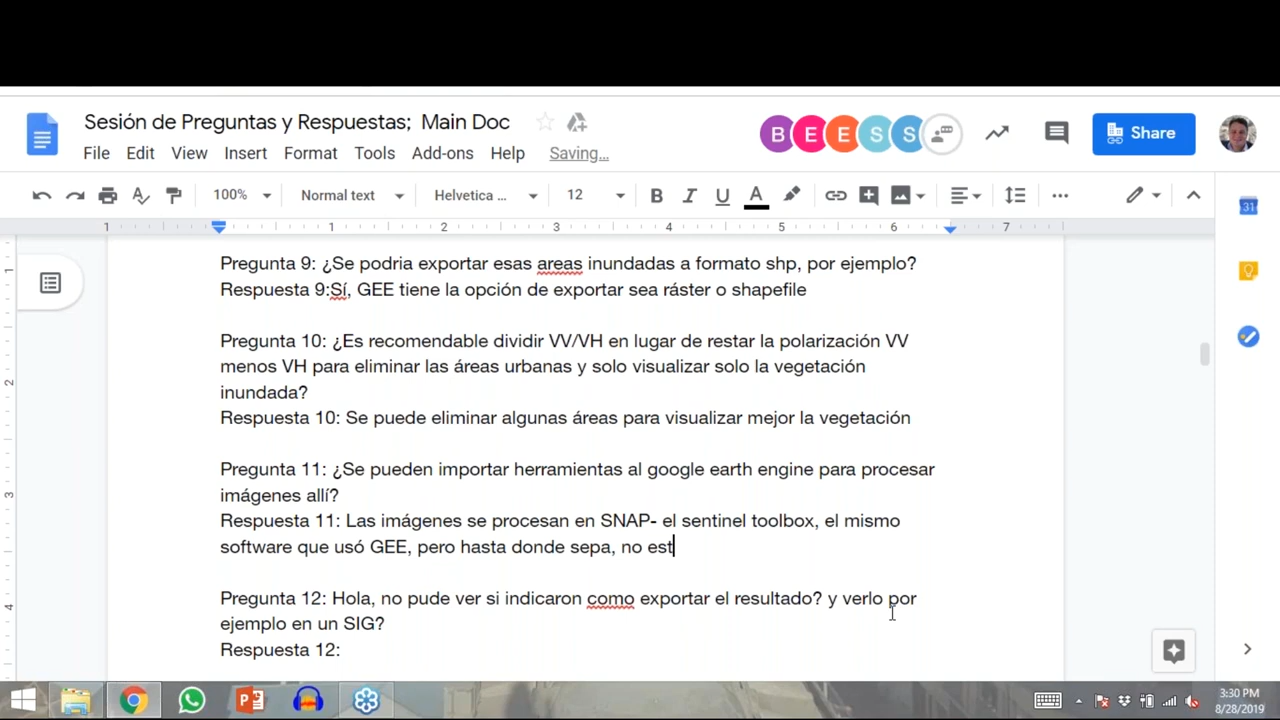 Sesión de Preguntas y Respuestas; Main Doc
B E E S S
Share
File Edit View Insert Format Tools Add-ons Help Saving...
100% Normal text Helvetica ... 12 B I U A
1 1 2 3 4 5 6 7
31
Pregunta 9: ¿Se podria exportar esas areas inundadas a formato shp, por ejemplo?
1
Respuesta 9:Sí, GEE tiene la opción de exportar sea ráster o shapefile
Pregunta 10: ¿Es recomendable dividir VV/VH en lugar de restar la polarización VV
menos VH para eliminar las áreas urbanas y solo visualizar solo la vegetación
2
inundada?
Respuesta 10: Se puede eliminar algunas áreas para visualizar mejor la vegetación
Pregunta 11: ¿Se pueden importar herramientas al google earth engine para procesar
3
imágenes allí?
Respuesta 11: Las imágenes se procesan en SNAP- el sentinel toolbox, el mismo
software que usó GEE, pero hasta donde sepa, no est
4
Pregunta 12: Hola, no pude ver si indicaron como exportar el resultado? y verlo por
ejemplo en un SIG?
Respuesta 12:
3:30 PM
8/28/2019